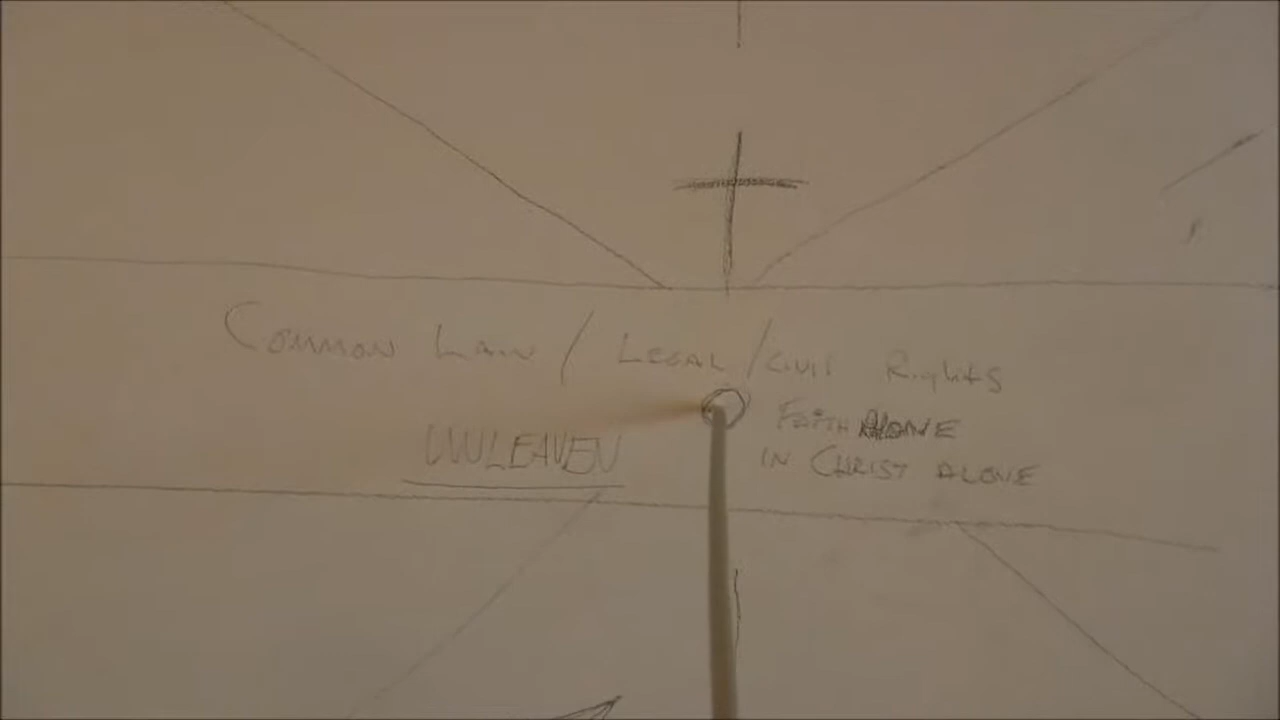 Common Law / Legal / Civil Rights
UNLEAVEN
FAITH ALONE
IN CHRIST ALONE